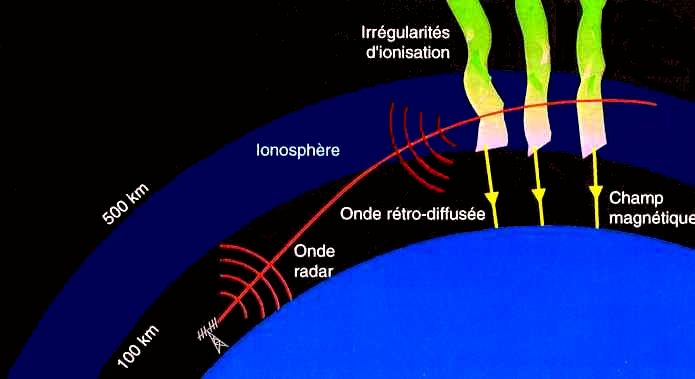 Irrégularités
d'ionisation
Ionosphère
500 km
Onde rétro-diffusée
Champ
magnétique
Onde
radar
100 km